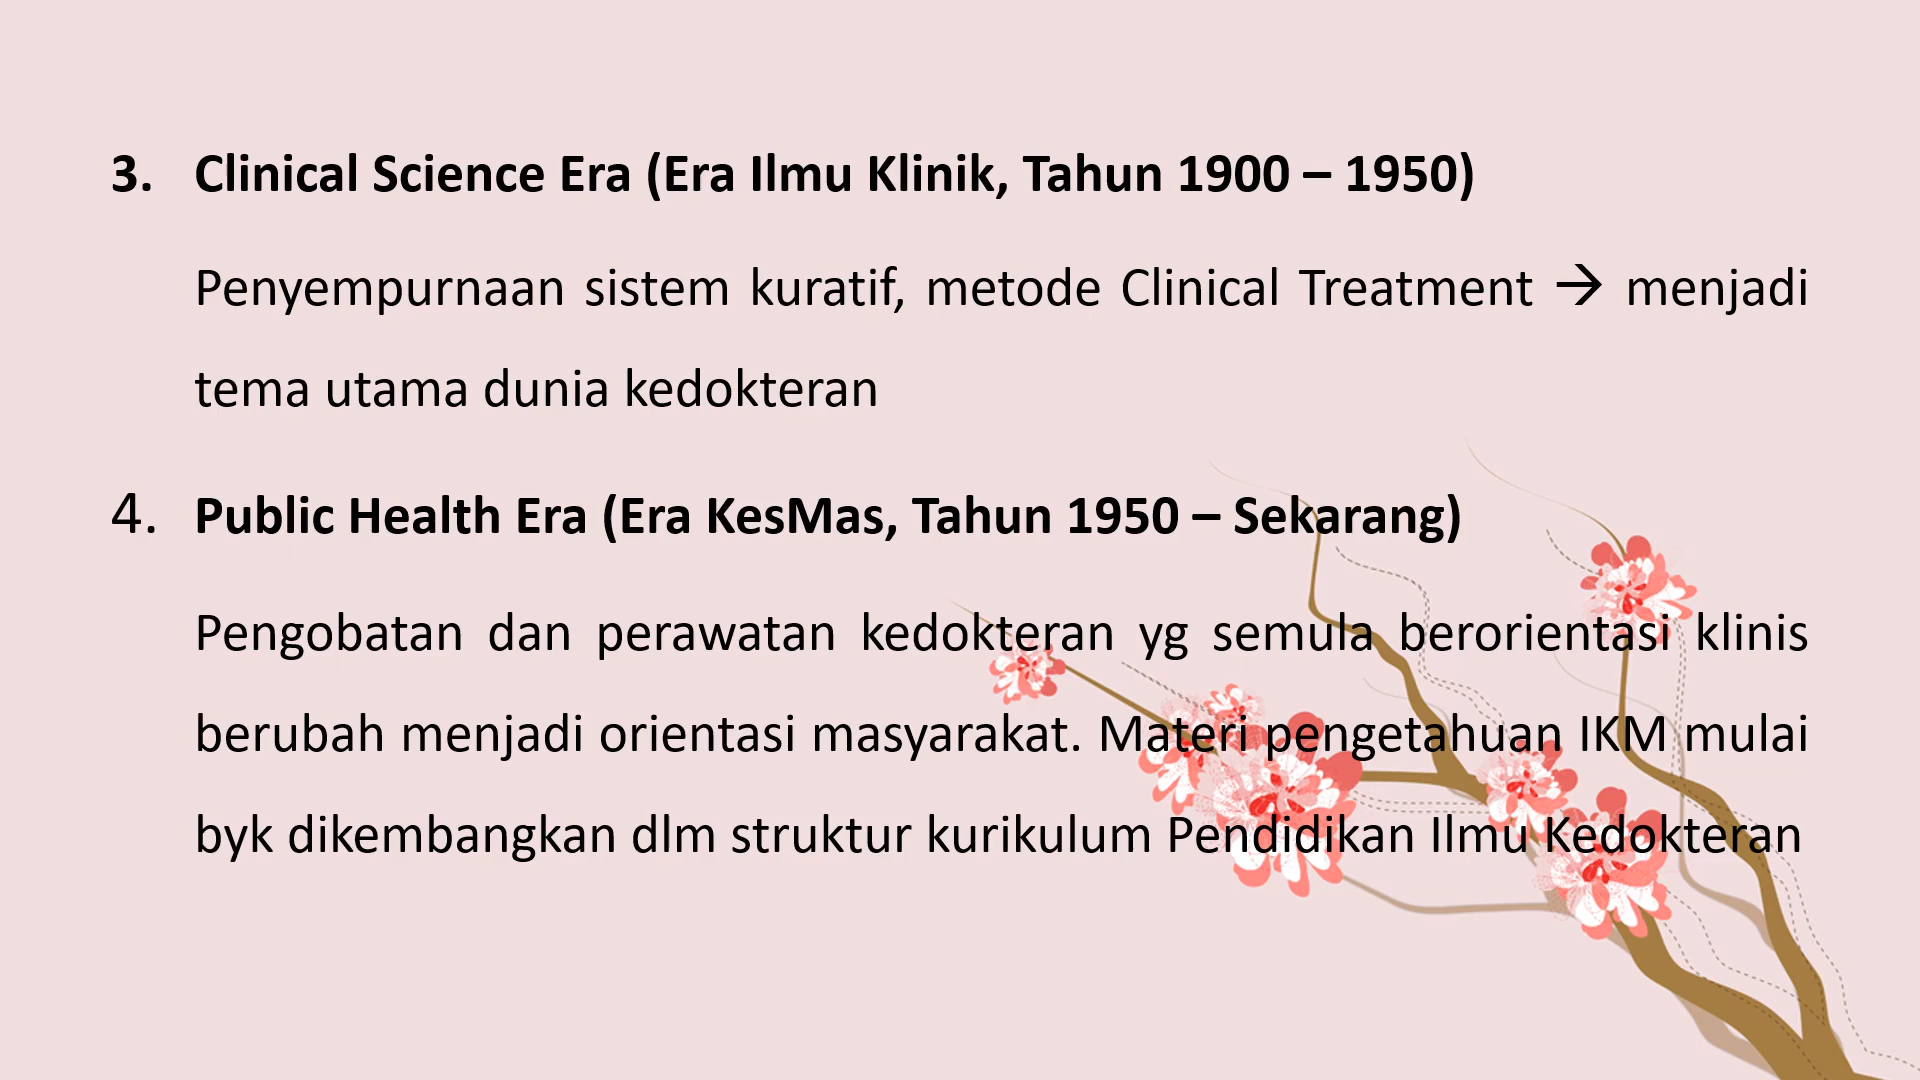 3. Clinical Science Era (Era Ilmu Klinik, Tahun 1900 – 1950)
Penyempurnaan sistem kuratif, metode Clinical Treatment → menjadi
tema utama dunia kedokteran
4. Public Health Era (Era KesMas, Tahun 1950 – Sekarang)
Pengobatan dan perawatan kedokteran yg semula berorientasi klinis
berubah menjadi orientasi masyarakat. Materi pengetahuan IKM mulai
byk dikembangkan dlm struktur kurikulum Pendidikan Ilmu Kedokteran